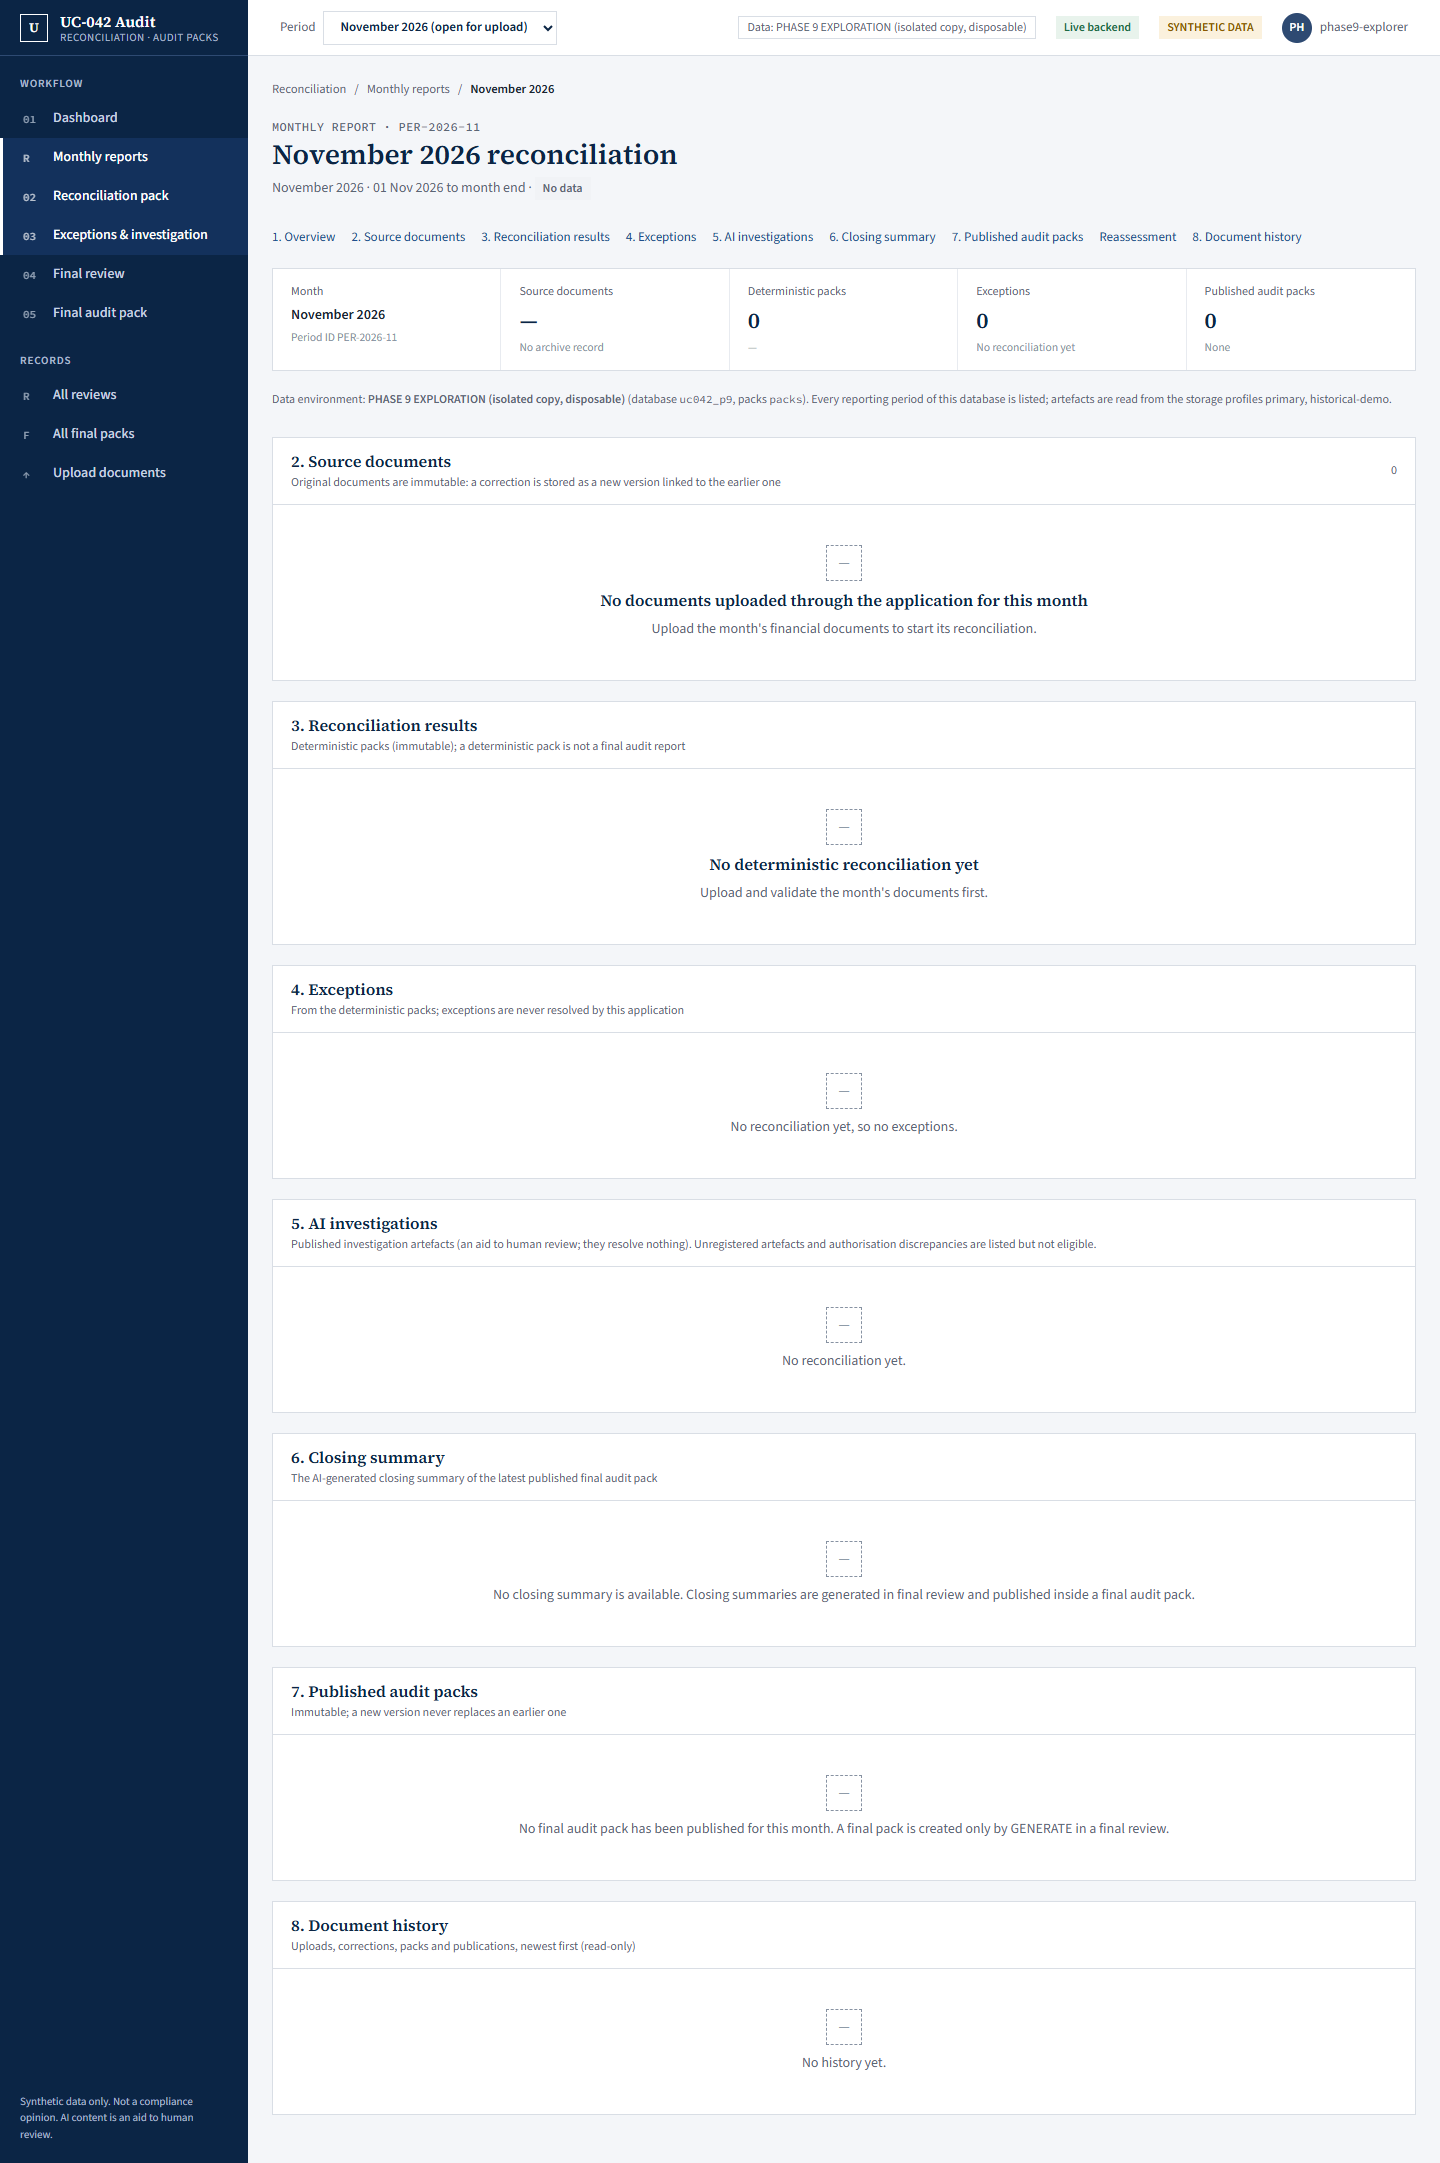 U
UC-042 Audit
RECONCILIATION · AUDIT PACKS
WORKFLOW
01 Dashboard
R Monthly reports
02 Reconciliation pack
03 Exceptions & investigation
04 Final review
05 Final audit pack
RECORDS
R All reviews
F All final packs
↑ Upload documents
Synthetic data only. Not a compliance
opinion. AI content is an aid to human
review.
Period November 2026 (open for upload) Data: PHASE 9 EXPLORATION (isolated copy, disposable) Live backend SYNTHETIC DATA PH phase9-explorer
Reconciliation / Monthly reports / November 2026
MONTHLY REPORT · PER-2026-11
November 2026 reconciliation
November 2026 · 01 Nov 2026 to month end · No data
1. Overview 2. Source documents 3. Reconciliation results 4. Exceptions 5. AI investigations 6. Closing summary 7. Published audit packs Reassessment 8. Document history
Month
November 2026
Period ID PER-2026-11
Source documents
—
No archive record
Deterministic packs
0
—
Exceptions
0
No reconciliation yet
Published audit packs
0
None
Data environment: PHASE 9 EXPLORATION (isolated copy, disposable) (database uc042_p9, packs packs). Every reporting period of this database is listed; artefacts are read from the storage profiles primary, historical-demo.
2. Source documents
Original documents are immutable: a correction is stored as a new version linked to the earlier one
0
—
No documents uploaded through the application for this month
Upload the month's financial documents to start its reconciliation.
3. Reconciliation results
Deterministic packs (immutable); a deterministic pack is not a final audit report
—
No deterministic reconciliation yet
Upload and validate the month's documents first.
4. Exceptions
From the deterministic packs; exceptions are never resolved by this application
—
No reconciliation yet, so no exceptions.
5. AI investigations
Published investigation artefacts (an aid to human review; they resolve nothing). Unregistered artefacts and authorisation discrepancies are listed but not eligible.
—
No reconciliation yet.
6. Closing summary
The AI-generated closing summary of the latest published final audit pack
—
No closing summary is available. Closing summaries are generated in final review and published inside a final audit pack.
7. Published audit packs
Immutable; a new version never replaces an earlier one
—
No final audit pack has been published for this month. A final pack is created only by GENERATE in a final review.
8. Document history
Uploads, corrections, packs and publications, newest first (read-only)
—
No history yet.